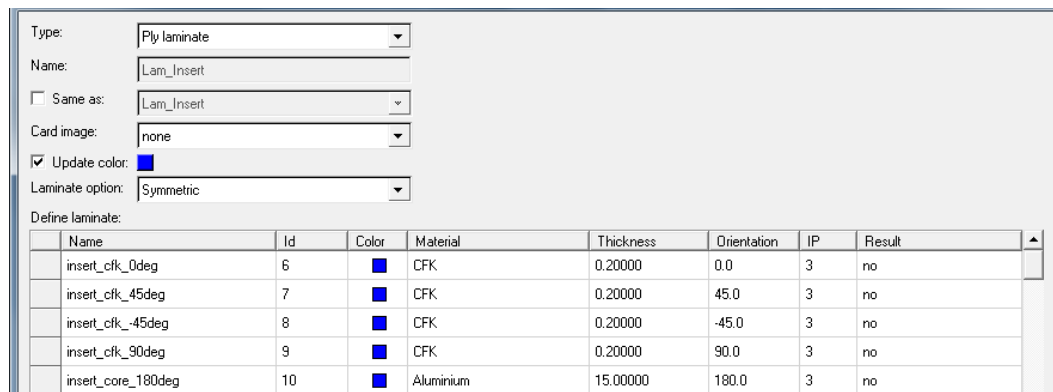 Type: Ply laminate
Name: Lam_Insert
Same as: Lam_Insert
Card image: none
Update color:
Laminate option: Symmetric
Define laminate:
Name Id Color Material Thickness Orientation IP Result
insert_cfk_0deg 6 CFK 0.20000 0.0 3 no
insert_cfk_45deg 7 CFK 0.20000 45.0 3 no
insert_cfk_-45deg 8 CFK 0.20000 -45.0 3 no
insert_cfk_90deg 9 CFK 0.20000 90.0 3 no
insert_core_180deg 10 Aluminium 15.00000 180.0 3 no